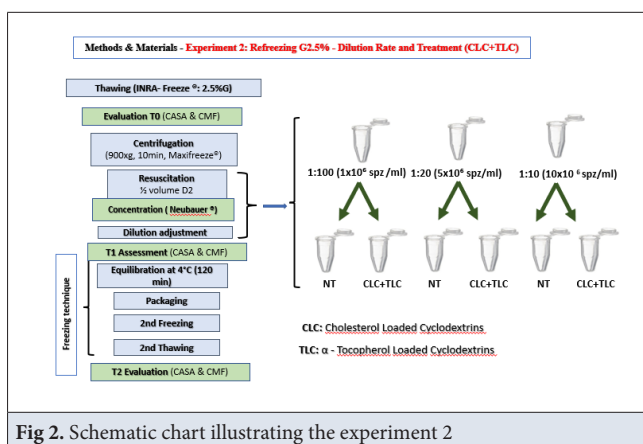 Methods & Materials - Experiment 2: Refreezing G2.5% - Dilution Rate and Treatment (CLC+TLC)
Thawing (INRA- Freeze ®: 2.5%G)
Evaluation T0 (CASA & CMF)
Centrifugation
(900xg, 10min, Maxifreeze®)
Resuscitation
½ volume D2
Concentration ( Neubauer ®)
Dilution adjustment
T1 Assessment (CASA & CMF)
Freezing technique
Equilibration at 4°C (120
min)
Packaging
2nd Freezing
2nd Thawing
T2 Evaluation (CASA & CMF)
1:100 (1x10⁶ spz/ml) 1:20 (5x10⁶ spz/ml) 1:10 (10x10 ⁶ spz/ml)
NT CLC+TLC NT CLC+TLC NT CLC+TLC
CLC: Cholesterol Loaded Cyclodextrins
TLC: α - Tocopherol Loaded Cyclodextrins
Fig 2. Schematic chart illustrating the experiment 2